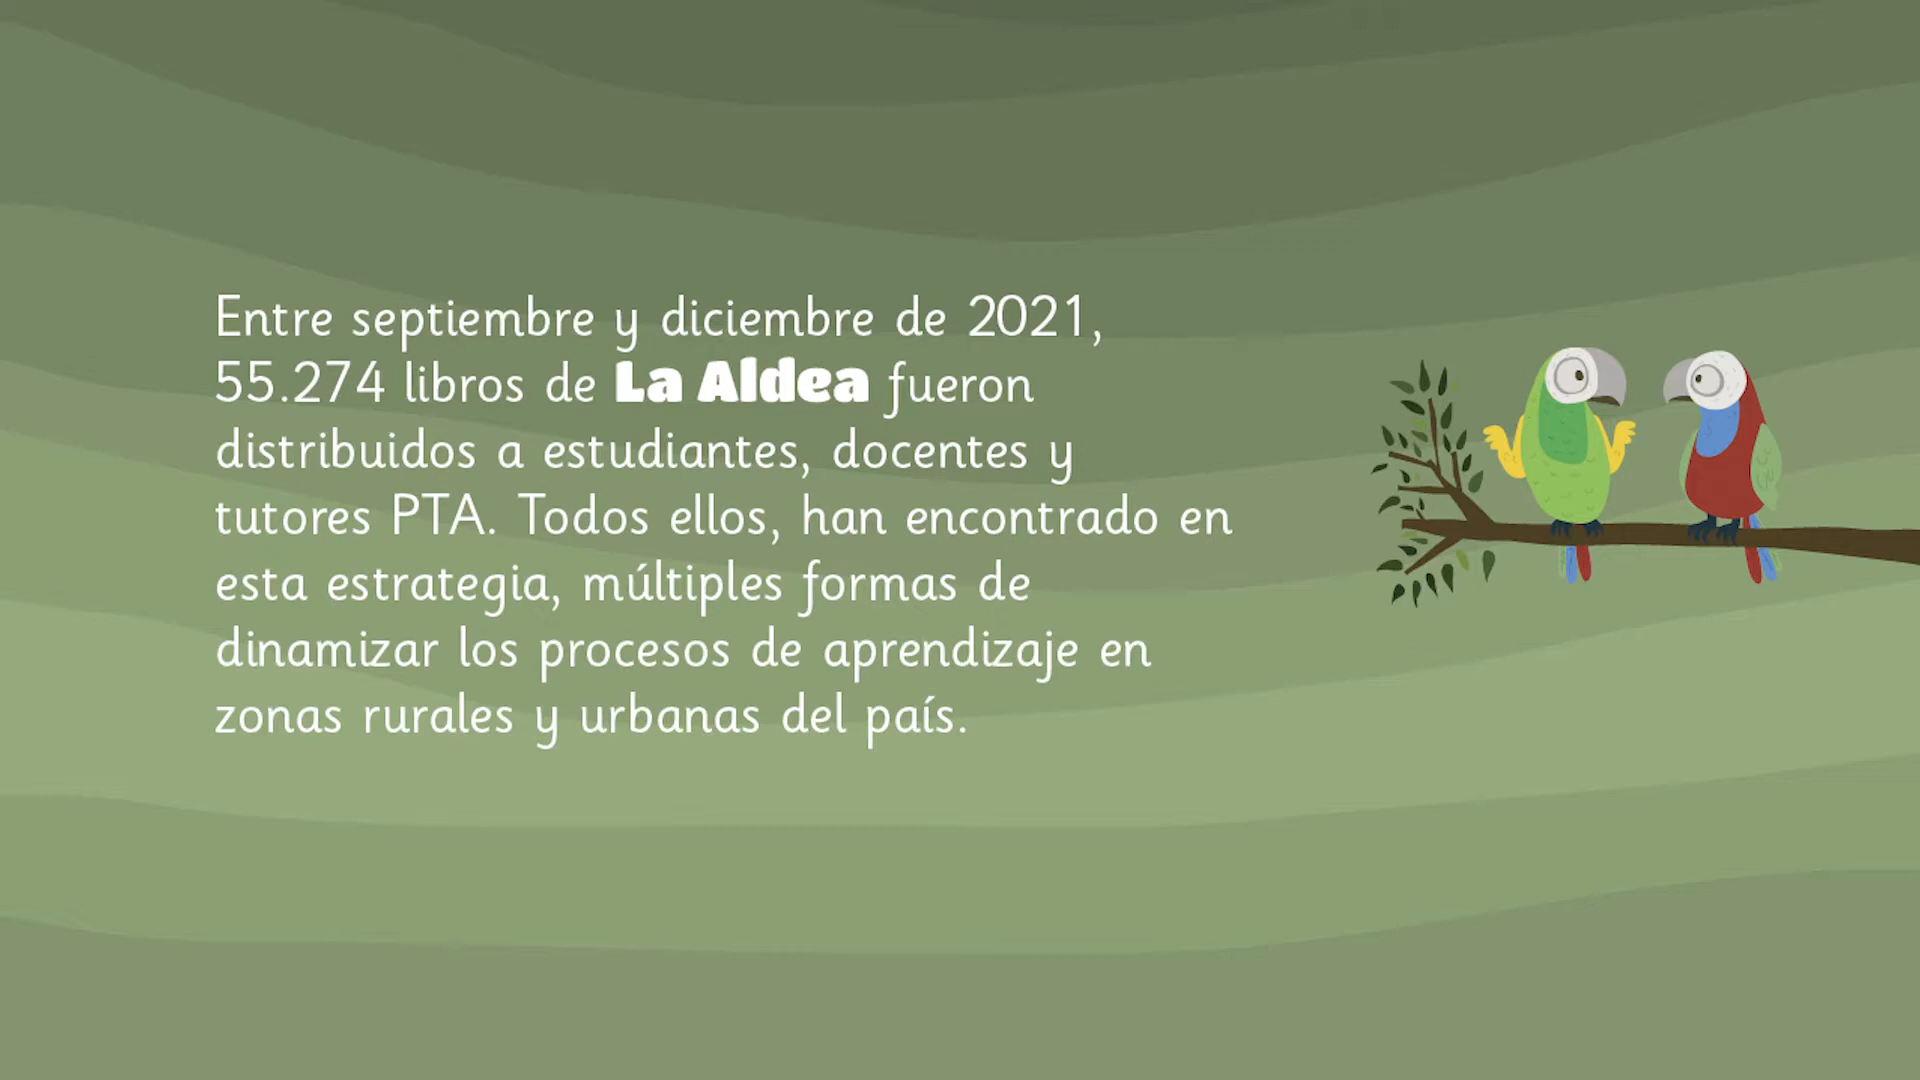 Entre septiembre y diciembre de 2021,
55.274 libros de La Aldea fueron
distribuidos a estudiantes, docentes y
tutores PTA. Todos ellos, han encontrado en
esta estrategia, múltiples formas de
dinamizar los procesos de aprendizaje en
zonas rurales y urbanas del país.